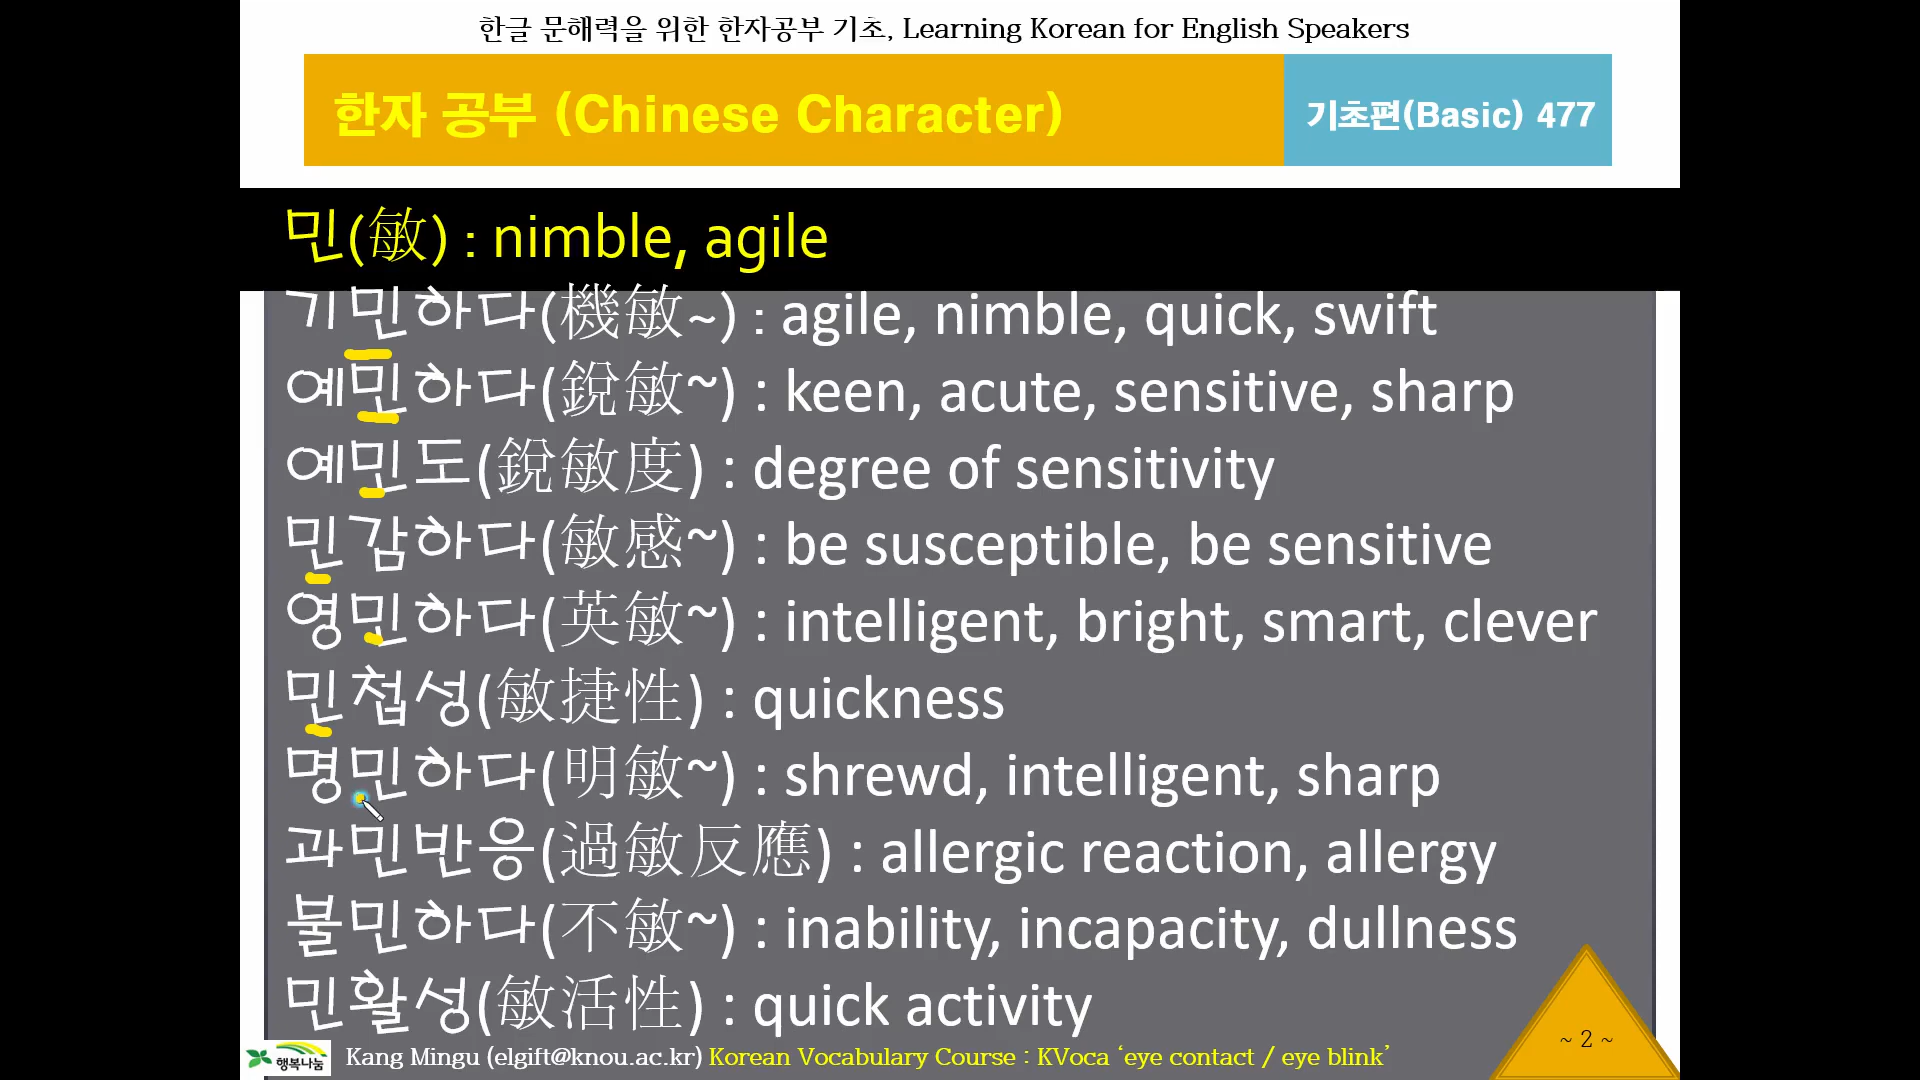 한글 문해력을 위한 한자공부 기초, Learning Korean for English Speakers
한자 공부 (Chinese Character)
기초편(Basic) 477
민(敏) : nimble, agile
기민하다(機敏~) : agile, nimble, quick, swift
예민하다(銳敏~) : keen, acute, sensitive, sharp
예민도(銳敏度) : degree of sensitivity
민감하다(敏感~) : be susceptible, be sensitive
영민하다(英敏~) : intelligent, bright, smart, clever
민첩성(敏捷性) : quickness
명민하다(明敏~) : shrewd, intelligent, sharp
과민반응(過敏反應) : allergic reaction, allergy
불민하다(不敏~) : inability, incapacity, dullness
민활성(敏活性) : quick activity
행복나눔
Kang Mingu (elgift@knou.ac.kr) Korean Vocabulary Course : KVoca ‘eye contact / eye blink’
~ 2 ~